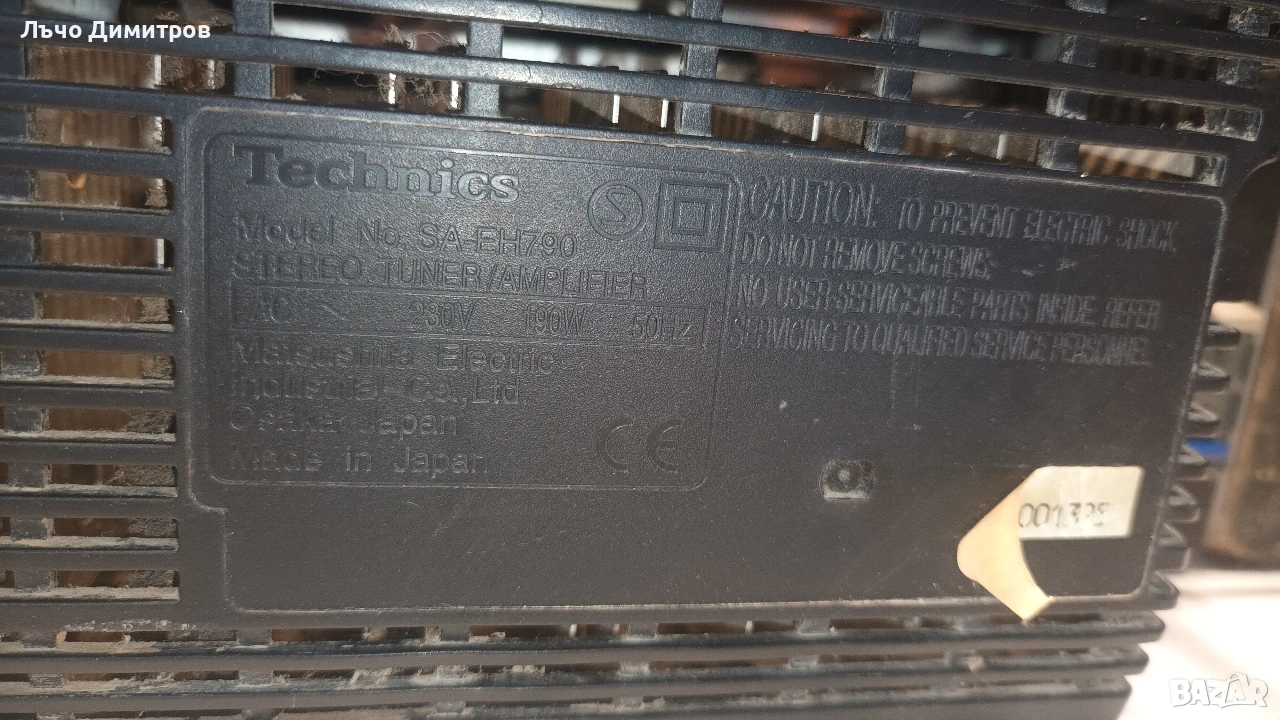 Лъчо Димитров
Technics
Model No. SA-EH790
STEREO TUNER/AMPLIFIER
AC ~ 230V 190W 50HZ
Matsushita Electric
Industrial Co.,Ltd.
Osaka Japan
Made in Japan
S
CE
CAUTION: TO PREVENT ELECTRIC SHOCK,
DO NOT REMOVE SCREWS;
NO USER-SERVICEABLE PARTS INSIDE. REFER
SERVICING TO QUALIFIED SERVICE PERSONNEL.
BAZAR